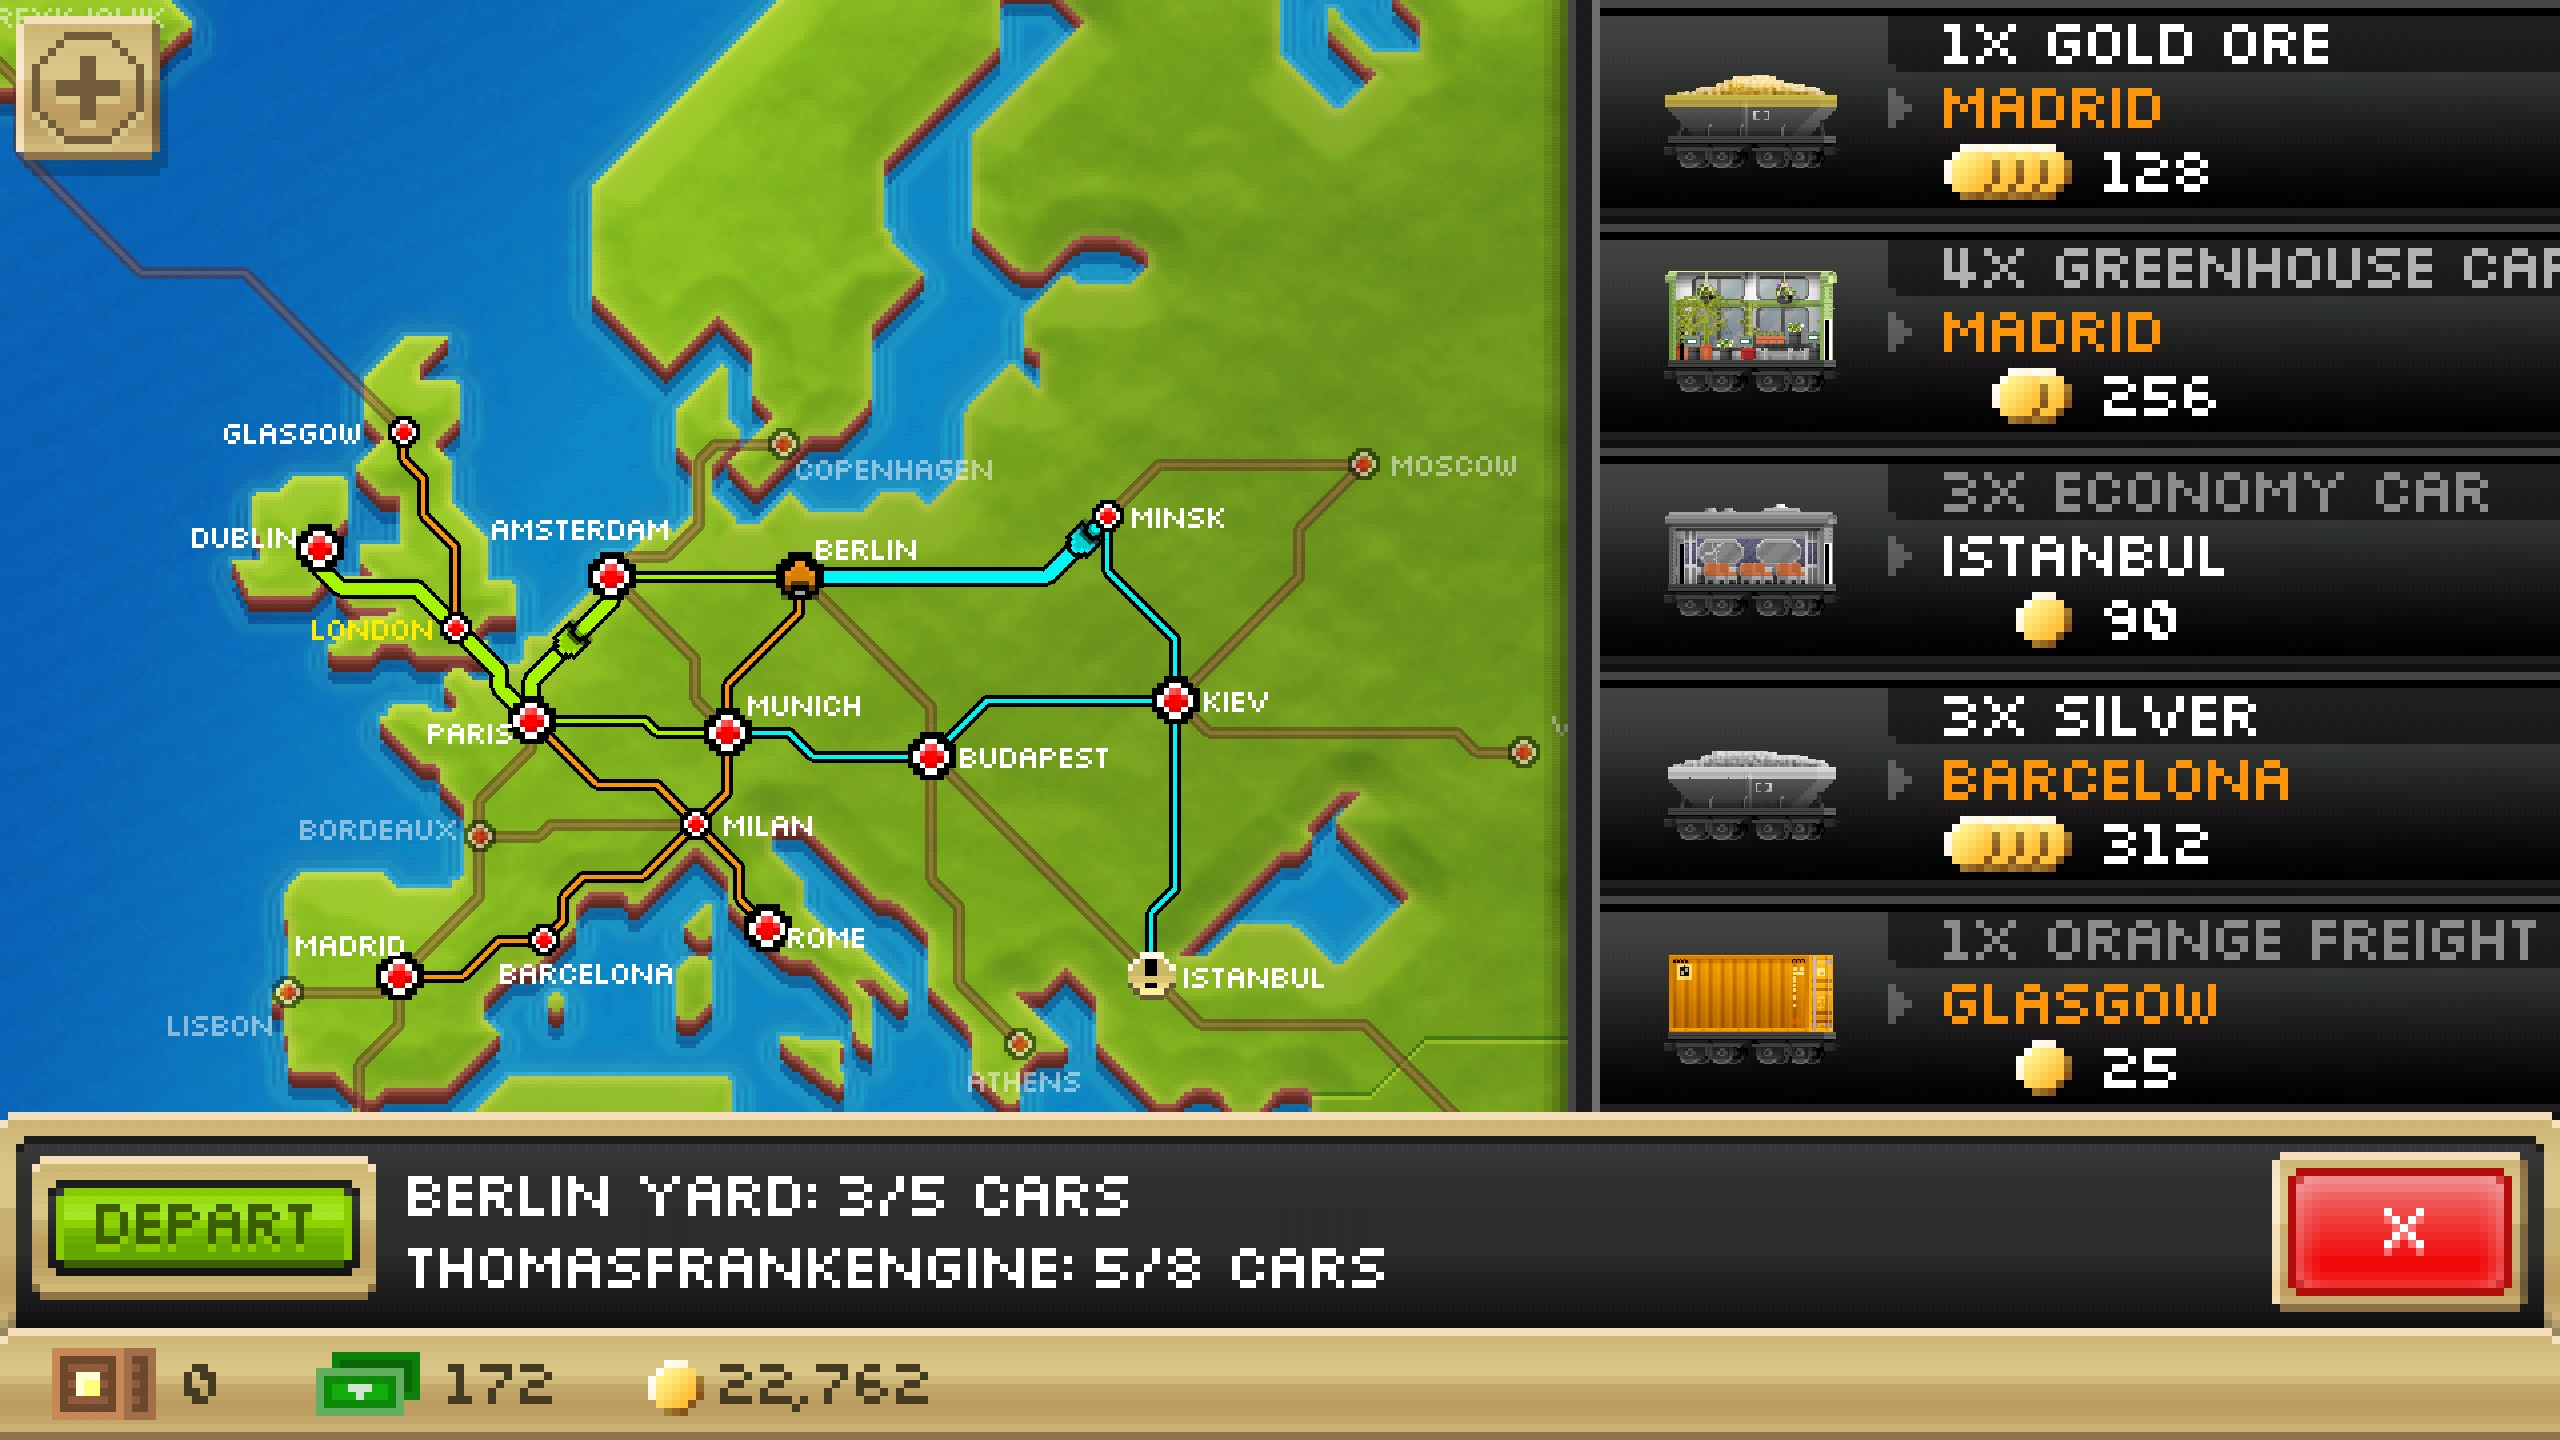 REYKJAVIK
GLASGOW
COPENHAGEN
MOSCOW
DUBLIN
AMSTERDAM
BERLIN
MINSK
LONDON
PARIS
MUNICH
KIEV
BUDAPEST
BORDEAUX
MILAN
MADRID
ROME
BARCELONA
ISTANBUL
LISBON
ATHENS
1X GOLD ORE
MADRID
128
4X GREENHOUSE CAR
MADRID
256
3X ECONOMY CAR
ISTANBUL
90
3X SILVER
BARCELONA
312
1X ORANGE FREIGHT
GLASGOW
25
DEPART
BERLIN YARD: 3/5 CARS
THOMASFRANKENGINE: 5/8 CARS
X
0
172
22,762